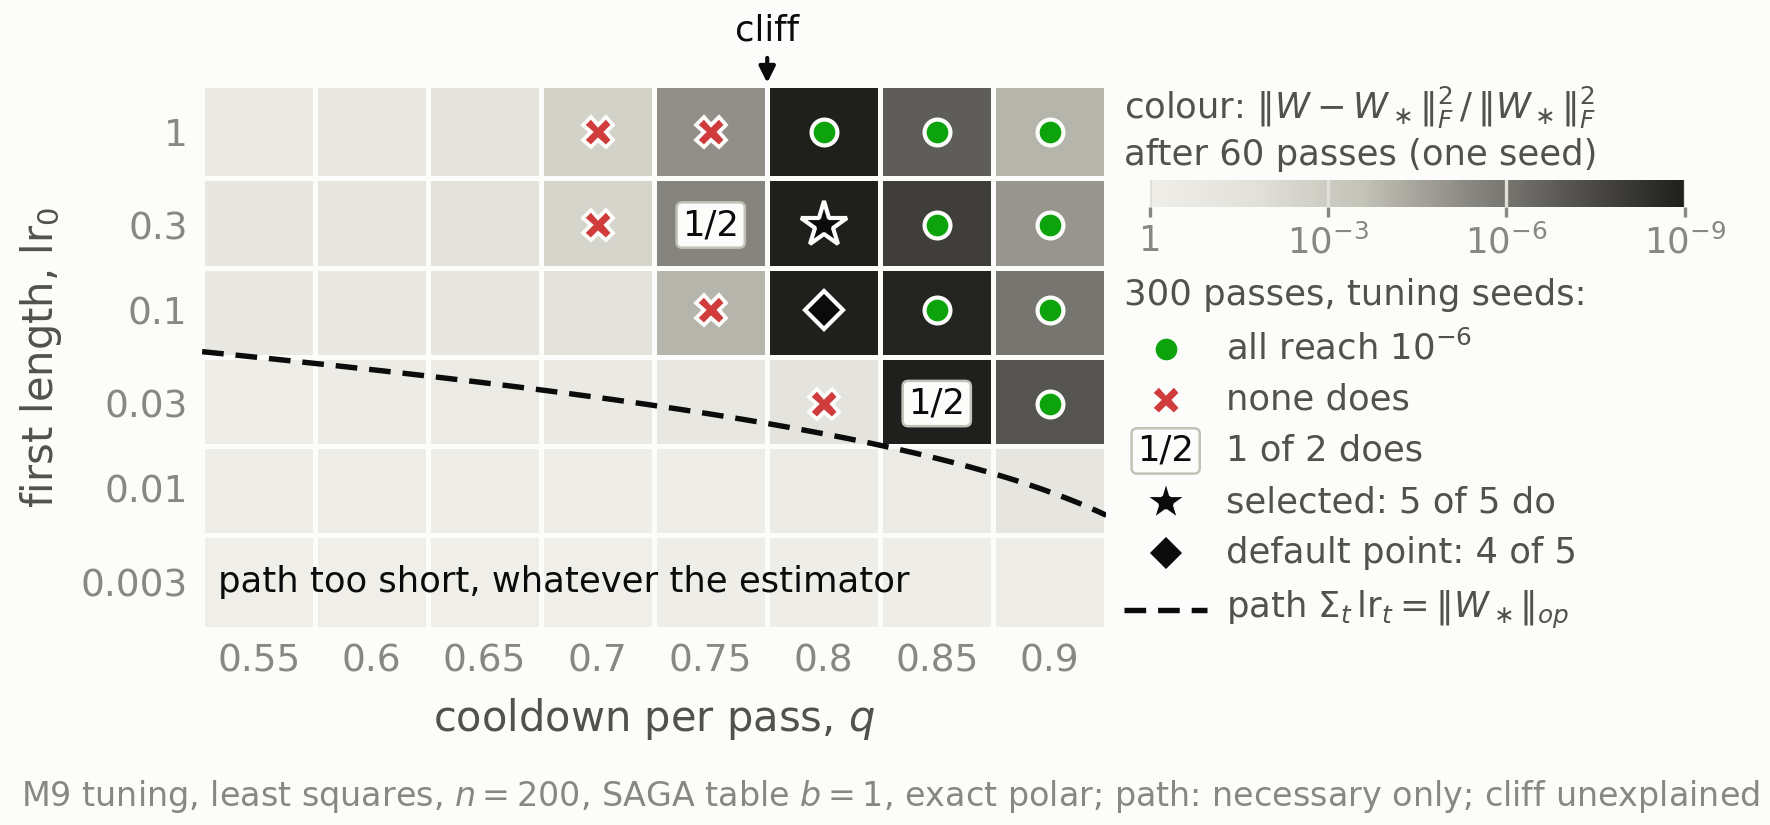 cliff
colour: ‖W − W∗‖²_F / ‖W∗‖²_F
after 60 passes (one seed)
1 10⁻³ 10⁻⁶ 10⁻⁹
300 passes, tuning seeds:
all reach 10⁻⁶
none does
1/2 1 of 2 does
selected: 5 of 5 do
default point: 4 of 5
path Σ_t lr_t = ‖W∗‖_op
first length, lr₀
1
0.3
1/2
0.1
0.03
1/2
0.01
0.003
path too short, whatever the estimator
0.55 0.6 0.65 0.7 0.75 0.8 0.85 0.9
cooldown per pass, q
M9 tuning, least squares, n = 200, SAGA table b = 1, exact polar; path: necessary only; cliff unexplained